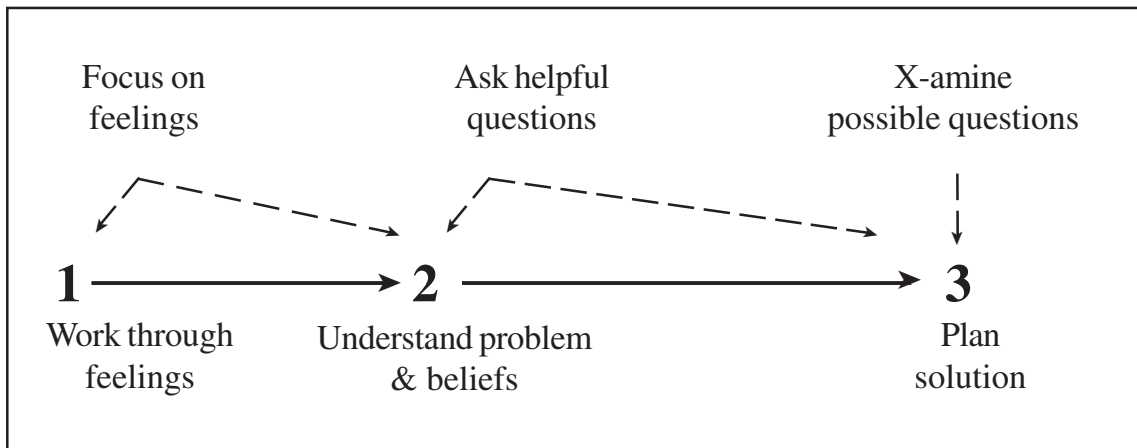 Focus on
feelings
Ask helpful
questions
X-amine
possible questions
1
2
3
Work through
feelings
Understand problem
& beliefs
Plan
solution